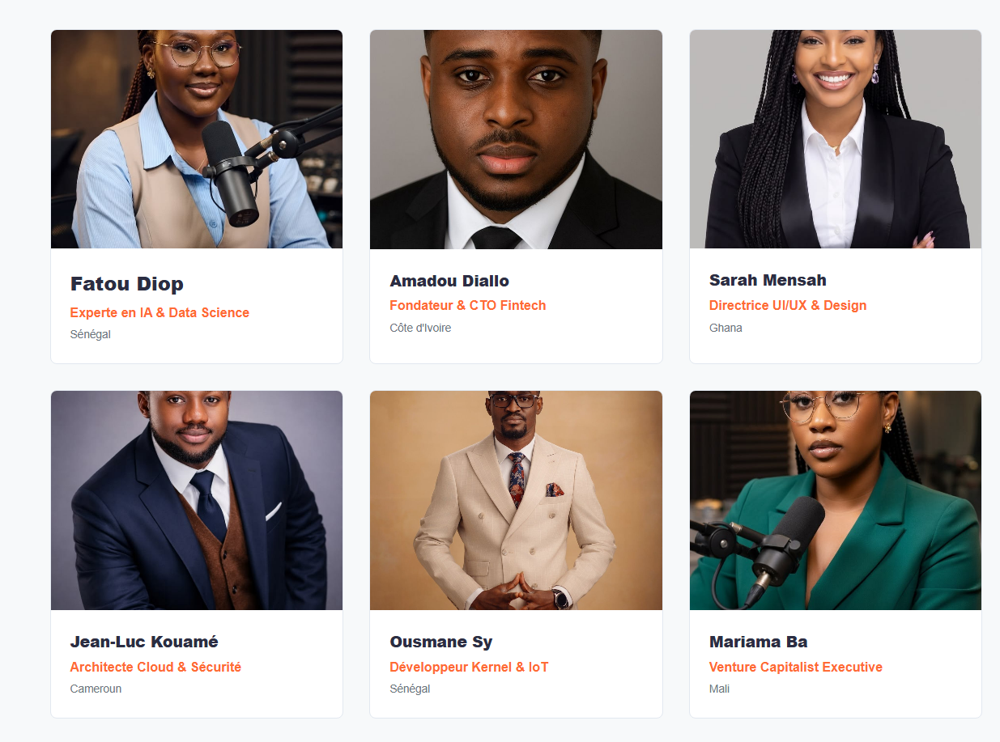 Fatou Diop
Experte en IA & Data Science
Sénégal
Amadou Diallo
Fondateur & CTO Fintech
Côte d'Ivoire
Sarah Mensah
Directrice UI/UX & Design
Ghana
Jean-Luc Kouamé
Architecte Cloud & Sécurité
Cameroun
Ousmane Sy
Développeur Kernel & IoT
Sénégal
Mariama Ba
Venture Capitalist Executive
Mali